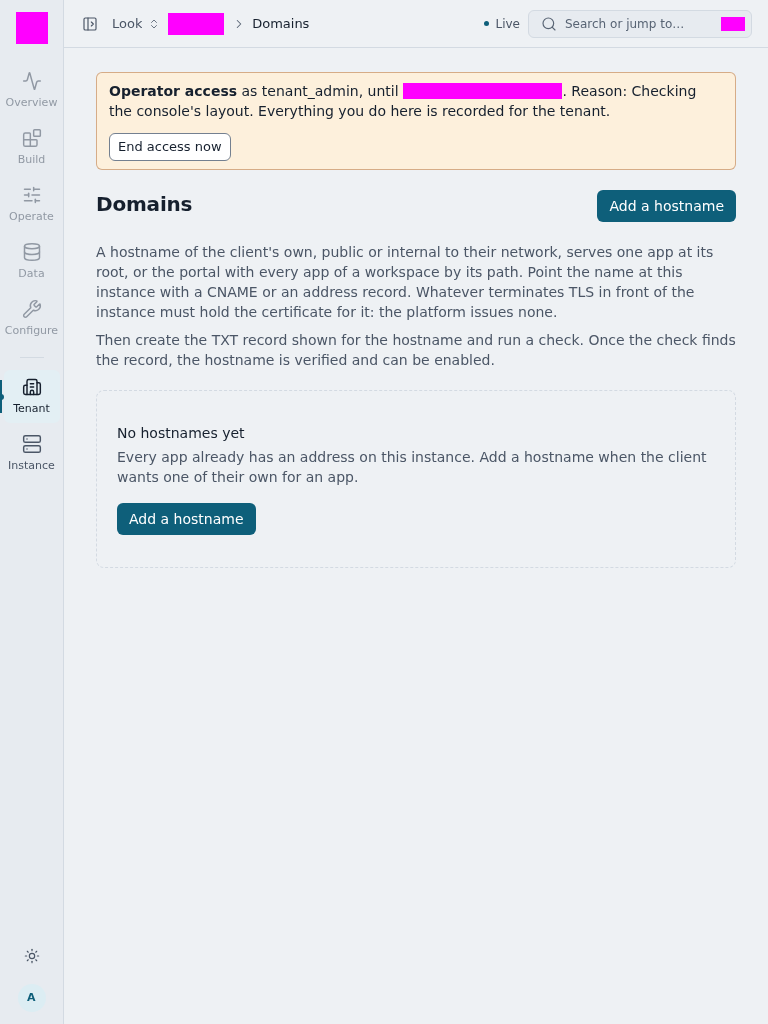 Look
Domains
Live
Search or jump to...
Overview
Build
Operate
Data
Configure
Tenant
Instance
A
Operator access as tenant_admin, until . Reason: Checking
the console's layout. Everything you do here is recorded for the tenant.
End access now
Domains
Add a hostname
A hostname of the client's own, public or internal to their network, serves one app at its
root, or the portal with every app of a workspace by its path. Point the name at this
instance with a CNAME or an address record. Whatever terminates TLS in front of the
instance must hold the certificate for it: the platform issues none.
Then create the TXT record shown for the hostname and run a check. Once the check finds
the record, the hostname is verified and can be enabled.
No hostnames yet
Every app already has an address on this instance. Add a hostname when the client
wants one of their own for an app.
Add a hostname